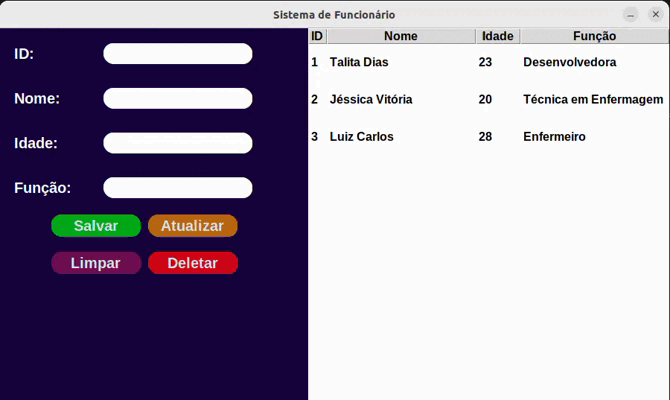 Sistema de Funcionário
ID:
Nome:
Idade:
Função:
Salvar Atualizar
Limpar Deletar
ID Nome Idade Função
1 Talita Dias 23 Desenvolvedora
2 Jéssica Vitória 20 Técnica em Enfermagem
3 Luiz Carlos 28 Enfermeiro